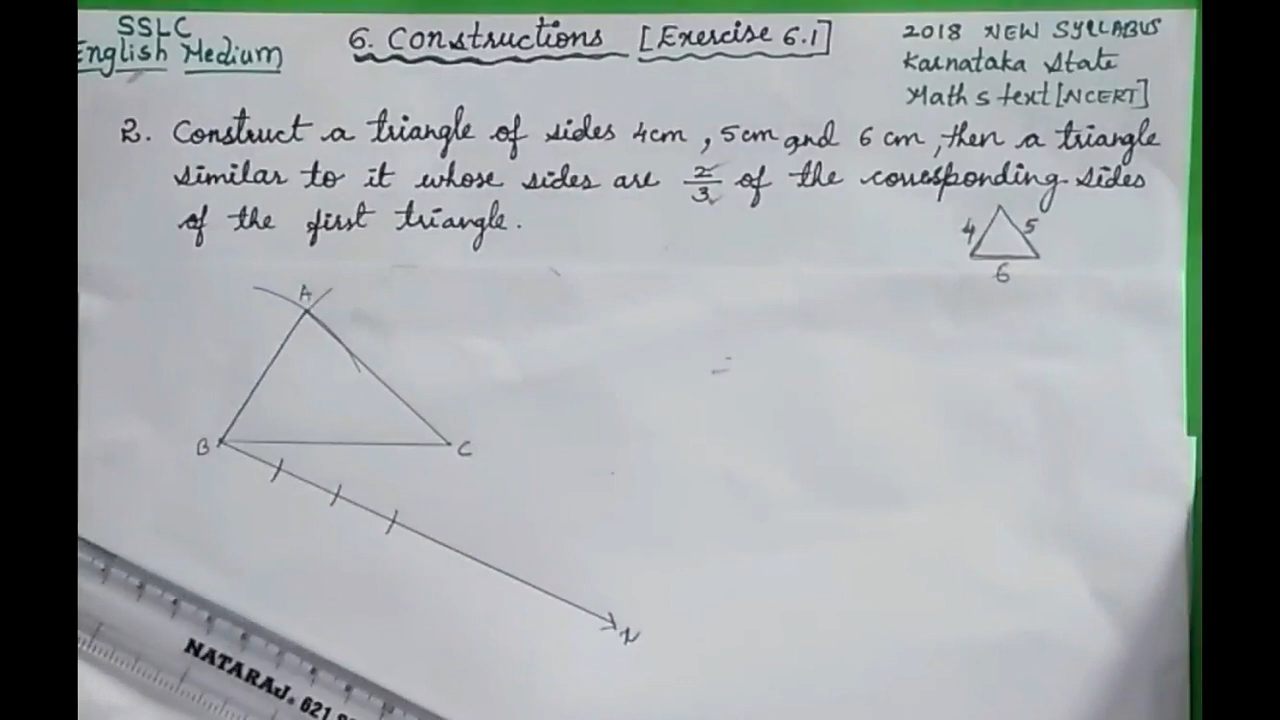 SSLC
English Medium
6. Constructions [Exercise 6.1]
2018 NEW SYLLABUS
Karnataka State
Maths text [NCERT]
2. Construct a triangle of sides 4cm, 5cm and 6 cm, then a triangle
similar to it whose sides are 2/3 of the corresponding sides
of the first triangle.
4 5
6
A
B C
NATARAJ. 621